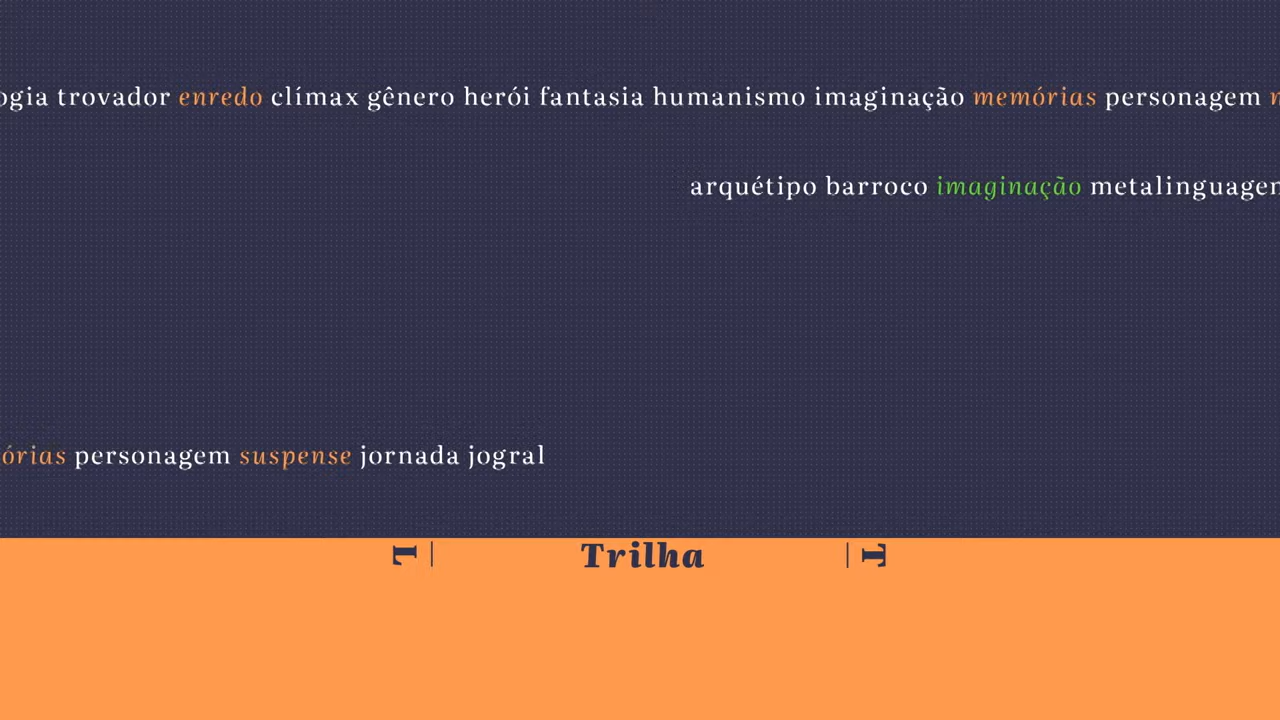 ogia trovador enredo clímax gênero herói fantasia humanismo imaginação memórias personagem
arquétipo barroco imaginação metalinguagem
órias personagem suspense jornada jogral
L | Trilha | T